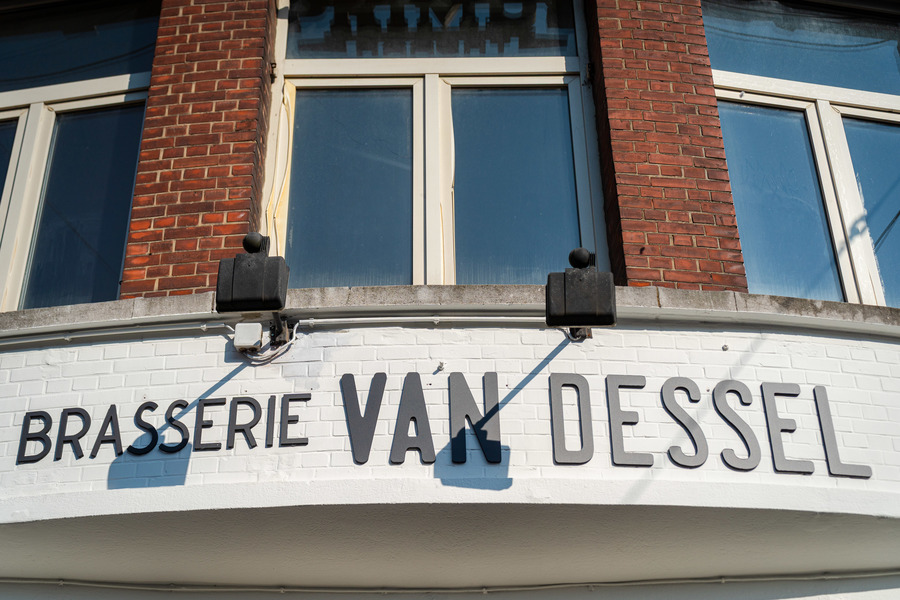 BRASSERIE VAN DESSEL